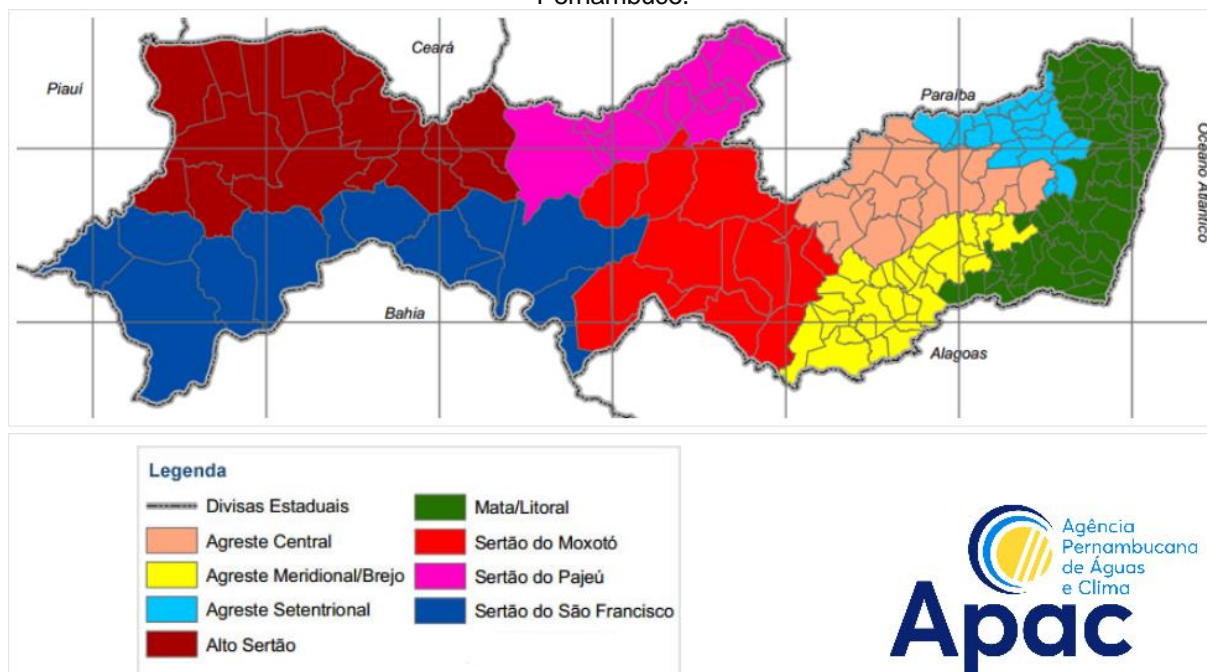 Pernambuco.
Ceará
Piauí
Paraíba
Oceano Atlântico
Bahia
Alagoas
Legenda
Divisas Estaduais
Agreste Central
Agreste Meridional/Brejo
Agreste Setentrional
Alto Sertão
Mata/Litoral
Sertão do Moxotó
Sertão do Pajeú
Sertão do São Francisco
Agência
Pernambucana
de Águas
e Clima
Apac